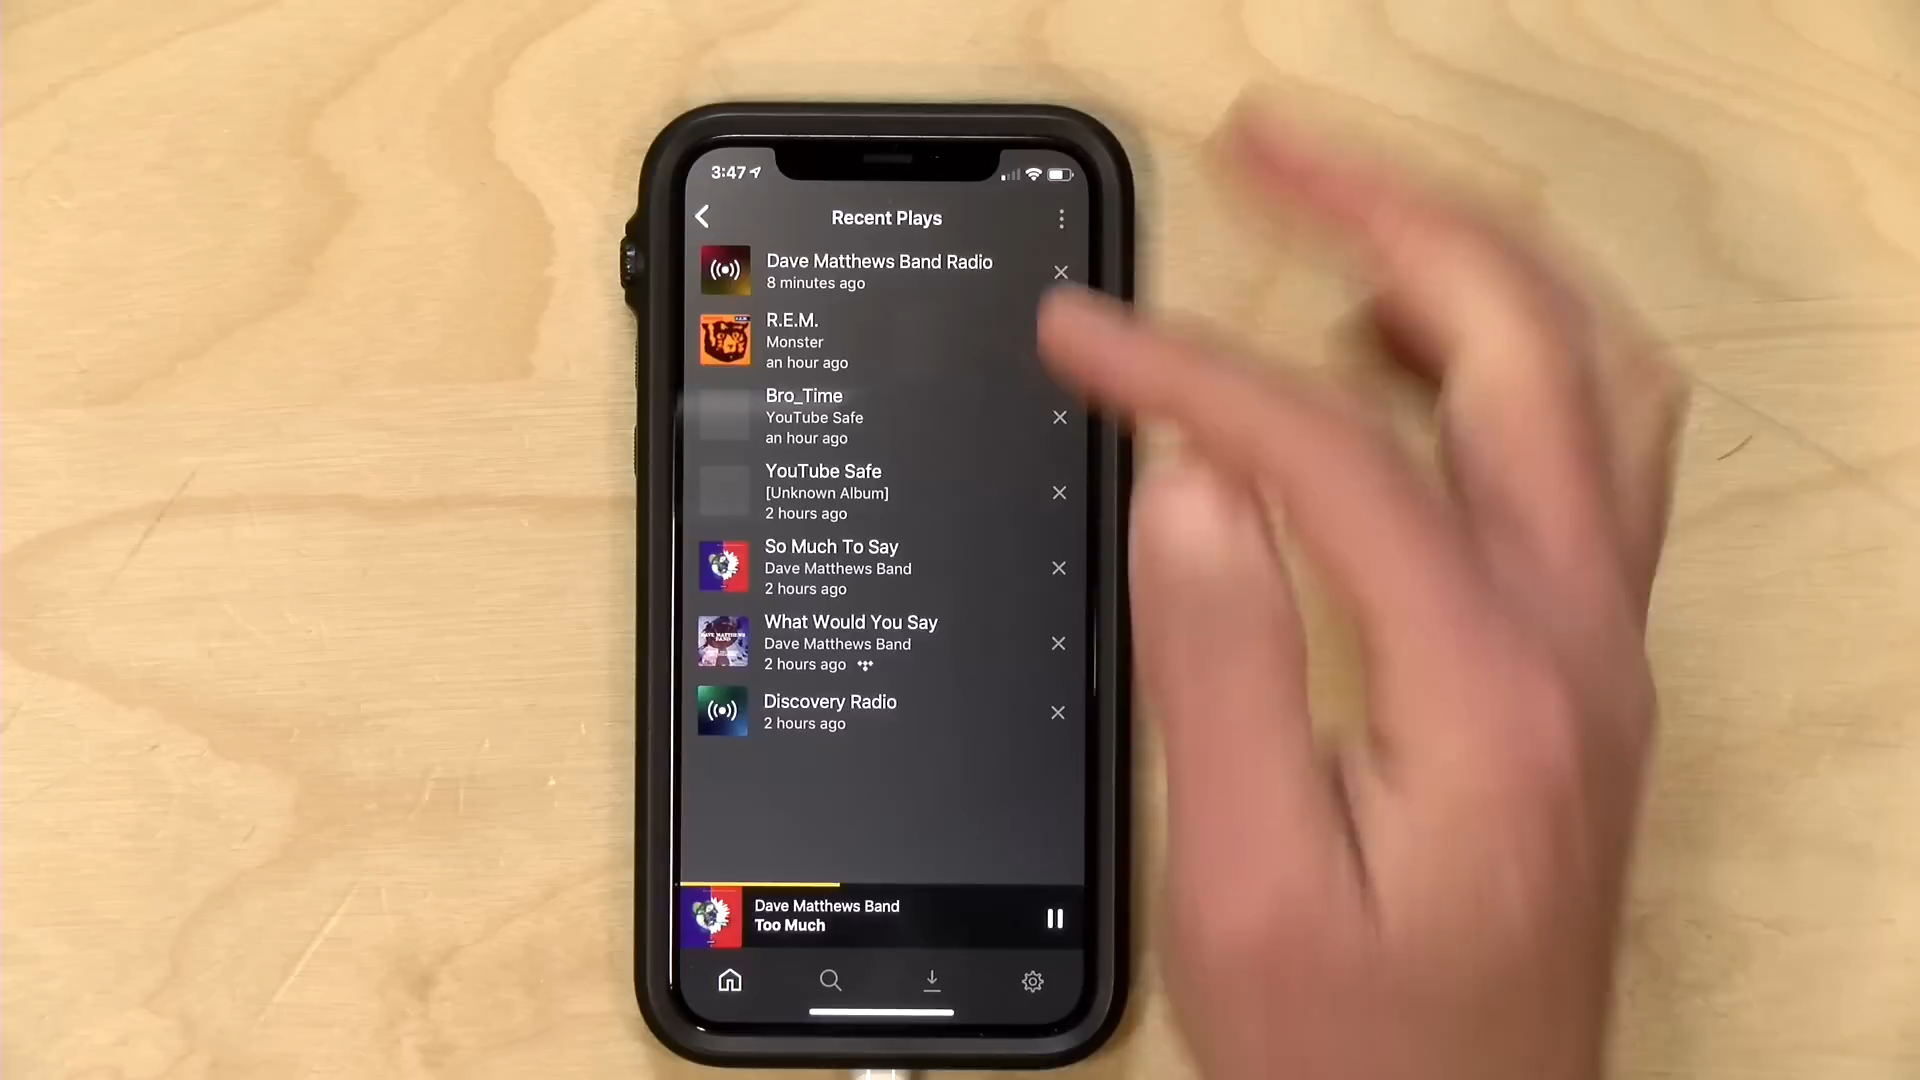 3:47
Recent Plays
Dave Matthews Band Radio
8 minutes ago
R.E.M.
Monster
an hour ago
Bro_Time
YouTube Safe
an hour ago
YouTube Safe
[Unknown Album]
2 hours ago
So Much To Say
Dave Matthews Band
2 hours ago
What Would You Say
Dave Matthews Band
2 hours ago
Discovery Radio
2 hours ago
Dave Matthews Band
Too Much